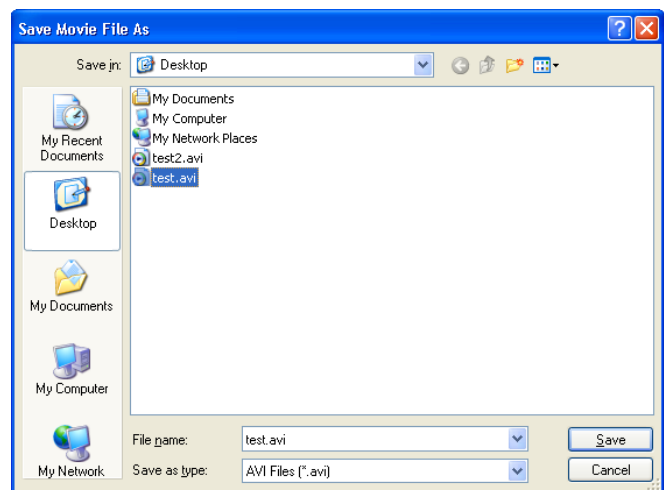 Save Movie File As
Save in: Desktop
My Documents
My Computer
My Network Places
test2.avi
test.avi
My Recent
Documents
Desktop
My Documents
My Computer
My Network
File name: test.avi Save
Save as type: AVI Files (*.avi) Cancel